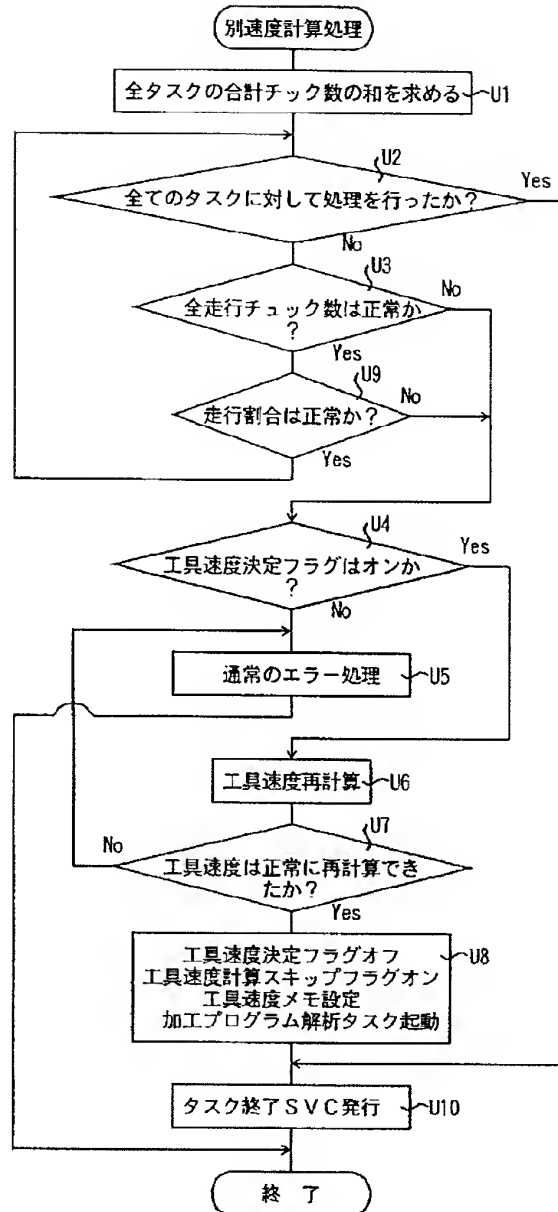 別速度計算処理
全タスクの合計チック数の和を求める
U1
U2
Yes
全てのタスクに対して処理を行ったか?
No
U3
No
全走行チュック数は正常か
?
Yes
U9
No
走行割合は正常か?
Yes
U4
Yes
工具速度決定フラグはオンか
?
No
通常のエラー処理
U5
工具速度再計算
U6
U7
No
工具速度は正常に再計算でき
たか?
Yes
工具速度決定フラグオフ
U8
工具速度計算スキップフラグオン
工具速度メモ設定
加工プログラム解析タスク起動
タスク終了SVC発行
U10
終 了